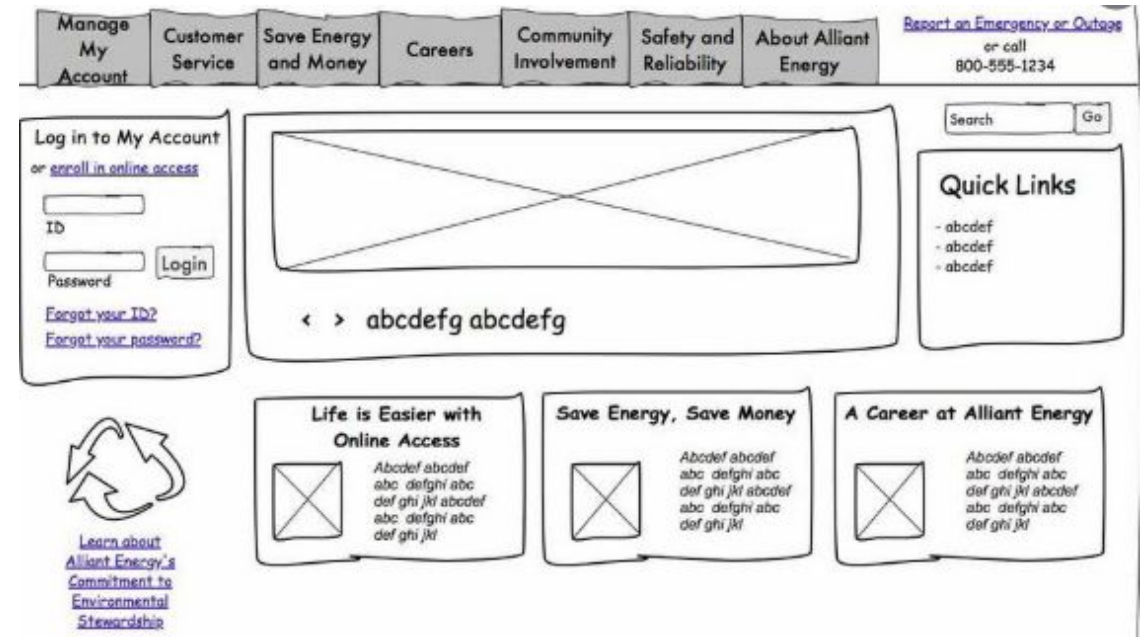 Manage
My
Account
Customer
Service
Save Energy
and Money
Careers
Community
Involvement
Safety and
Reliability
About Alliant
Energy
Report an Emergency or Outage
or call
800-555-1234
Search
Go
Log in to My Account
or enroll in online access
ID
Password
Login
Forgot your ID?
Forgot your password?
< > abcdefg abcdefg
Quick Links
- abcdef
- abcdef
- abcdef
Learn about
Alliant Energy's
Commitment to
Environmental
Stewardship
Life is Easier with
Online Access
Abcdef abcdef
abc defghi abc
def ghi jkl abcdef
abc defghi abc
def ghi jkl
Save Energy, Save Money
Abcdef abcdef
abc defghi abc
def ghi jkl abcdef
abc defghi abc
def ghi jkl
A Career at Alliant Energy
Abcdef abcdef
abc defghi abc
def ghi jkl abcdef
abc defghi abc
def ghi jkl